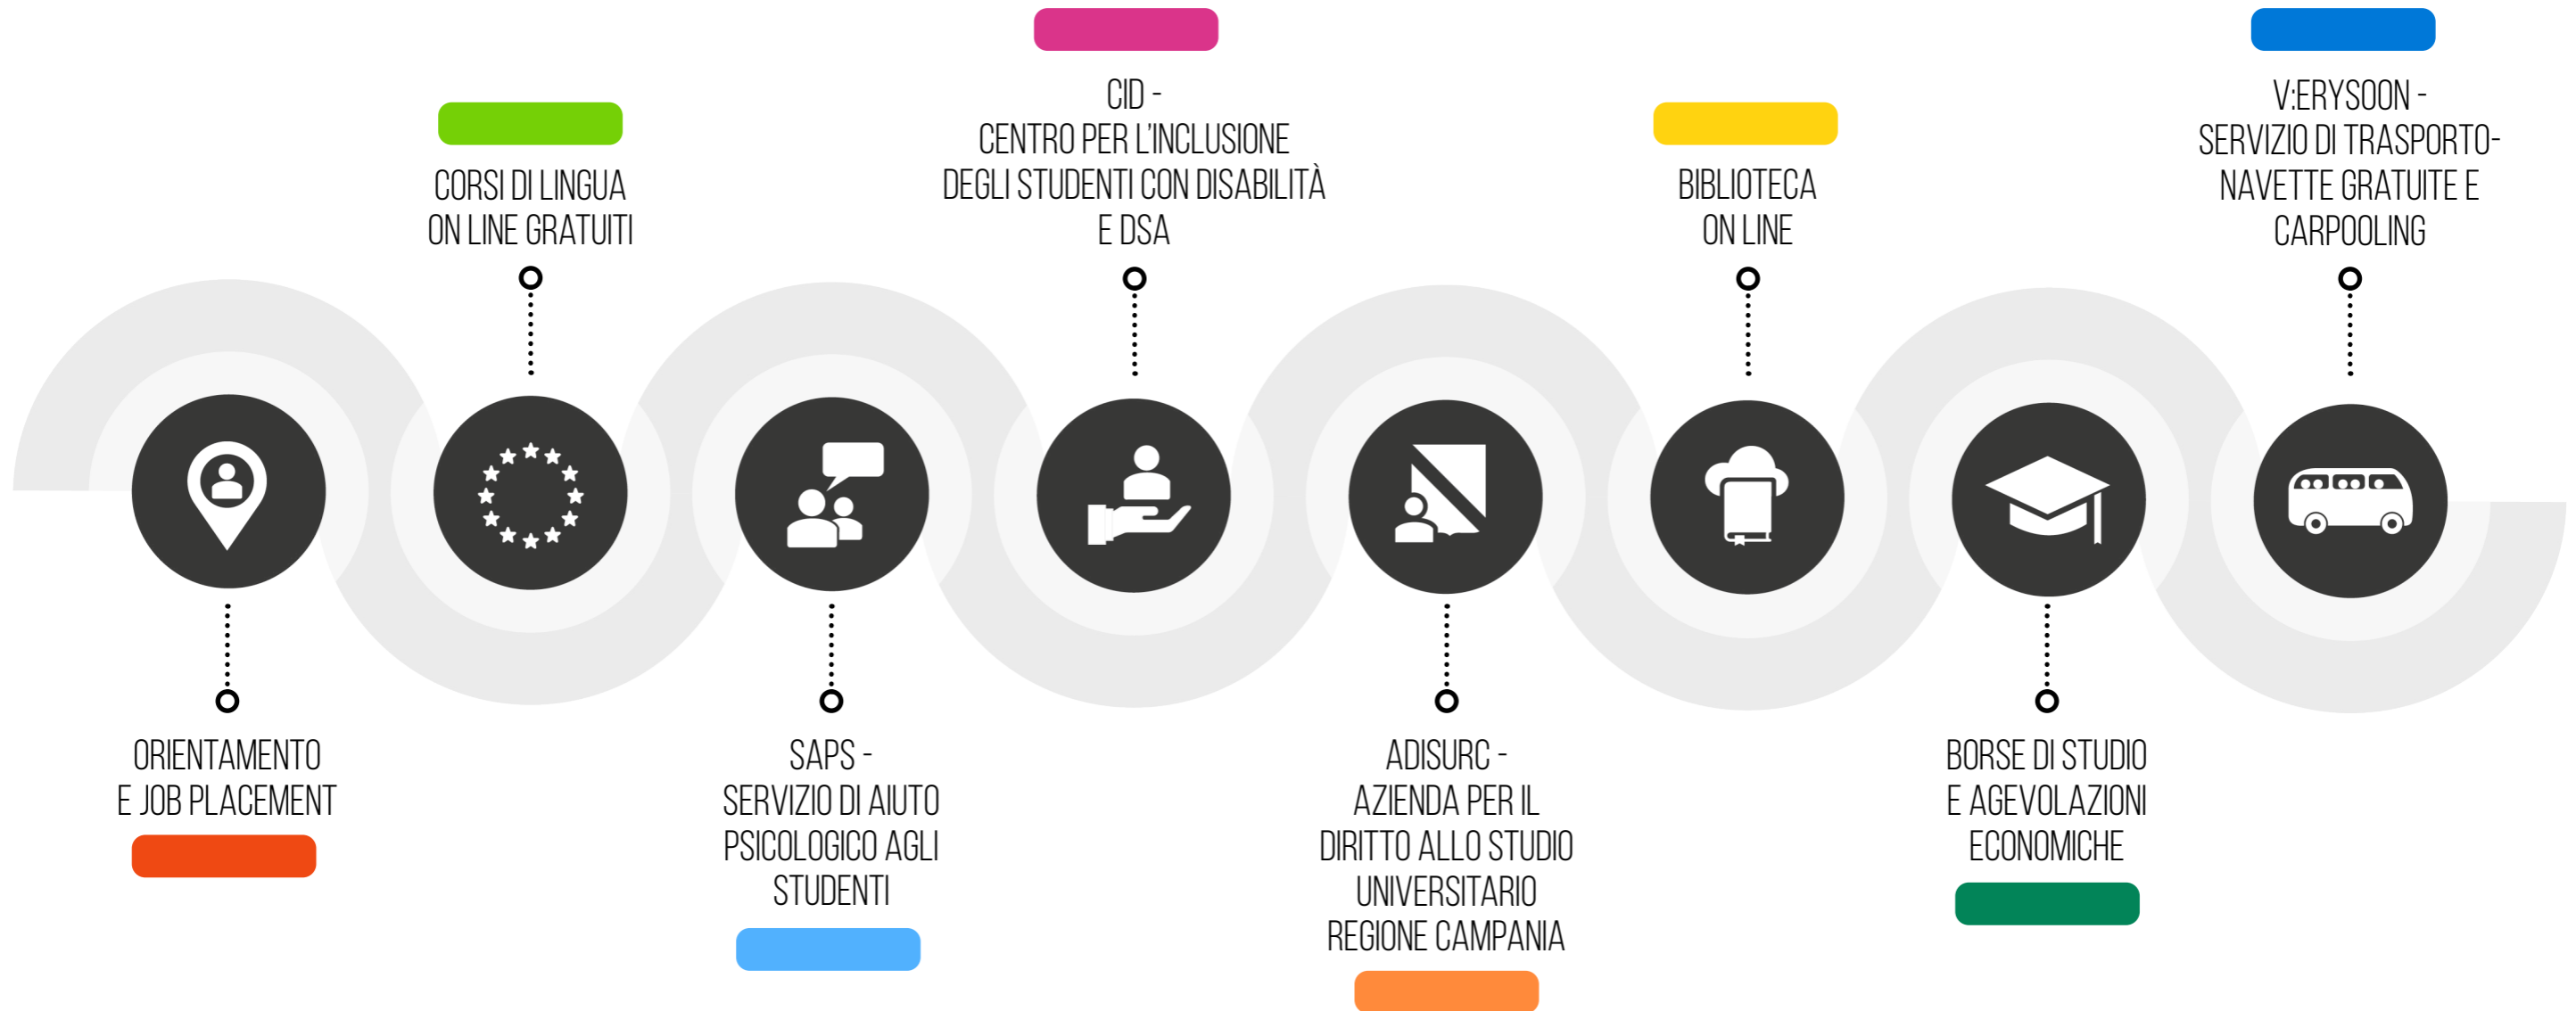 ORIENTAMENTO
E JOB PLACEMENT
CORSI DI LINGUA
ON LINE GRATUITI
SAPS -
SERVIZIO DI AIUTO
PSICOLOGICO AGLI
STUDENTI
CID -
CENTRO PER L'INCLUSIONE
DEGLI STUDENTI CON DISABILITÀ
E DSA
ADISURC -
AZIENDA PER IL
DIRITTO ALLO STUDIO
UNIVERSITARIO
REGIONE CAMPANIA
BIBLIOTECA
ON LINE
BORSE DI STUDIO
E AGEVOLAZIONI
ECONOMICHE
V:ERYSOON -
SERVIZIO DI TRASPORTO-
NAVETTE GRATUITE E
CARPOOLING